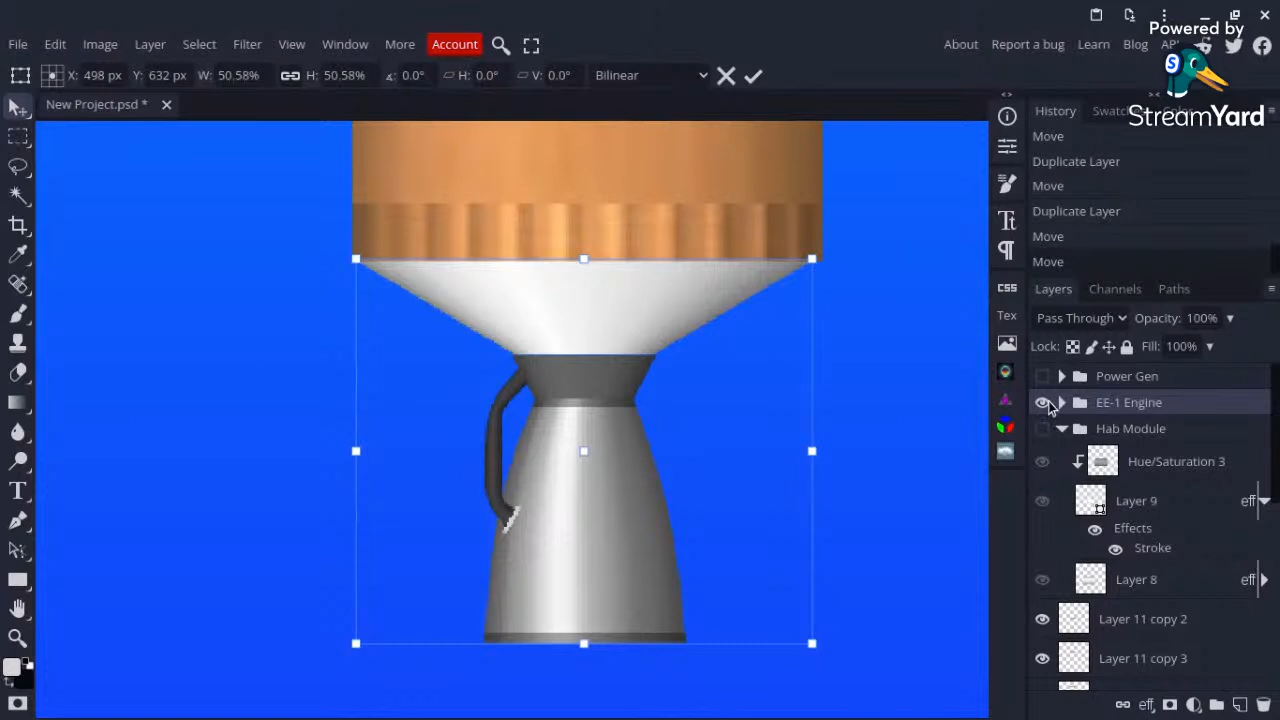 Powered by
StreamYard
File Edit Image Layer Select Filter View Window More Account About Report a bug Learn Blog
X: 498 px Y: 632 px W: 50.58% H: 50.58% 0.0° H: 0.0° V: 0.0° Bilinear
New Project.psd *
History
Move
Duplicate Layer
Move
Duplicate Layer
Move
Move
Layers Channels Paths
Pass Through Opacity: 100%
Lock: Fill: 100%
Power Gen
EE-1 Engine
Hab Module
Hue/Saturation 3
Layer 9 eff
Effects
Stroke
Layer 8 eff
Layer 11 copy 2
Layer 11 copy 3
CSS
Tex
eff